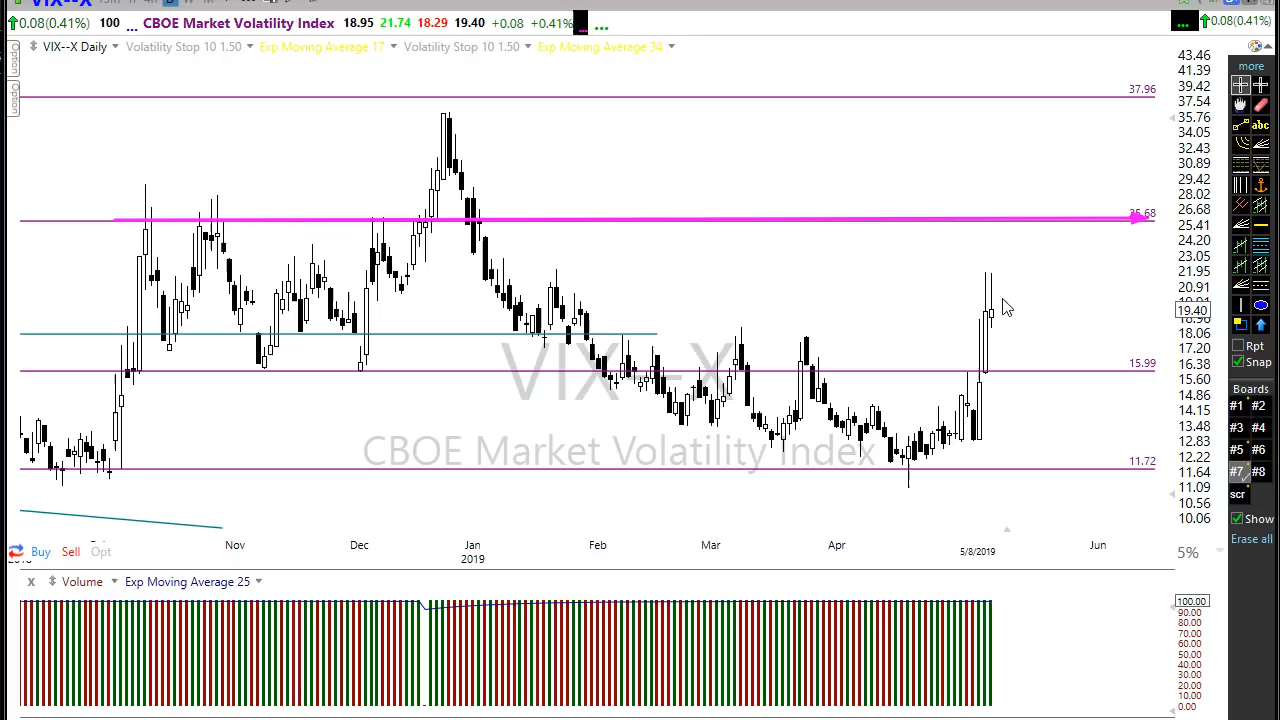 VIX--X
0.08(0.41%) 100 ... CBOE Market Volatility Index 18.95 21.74 18.29 19.40 +0.08 +0.41% ... ... ... 0.08(0.41%)
VIX--X Daily Volatility Stop 10 1.50 Exp Moving Average 17 Volatility Stop 10 1.50 Exp Moving Average 34
Option
Option
more
43.46
41.39
37.96
39.42
37.54
35.76
34.05
32.43
30.89
29.42
28.02
26.68
25.68
25.41
24.20
23.05
21.95
20.91
19.40
18.06
17.20
15.99
16.38
15.60
14.86
14.15
13.48
12.83
12.22
11.72
11.64
11.09
10.56
10.06
VIX--X
CBOE Market Volatility Index
abc
Rpt
Snap
Boards
#1 #2
#3 #4
#5 #6
#7 #8
scr
Show
Erase all
Nov Dec Jan Feb Mar Apr 5/8/2019 Jun
2019
Buy Sell Opt
5%
X Volume Exp Moving Average 25
100.00
90.00
80.00
70.00
60.00
50.00
40.00
30.00
20.00
10.00
0.00